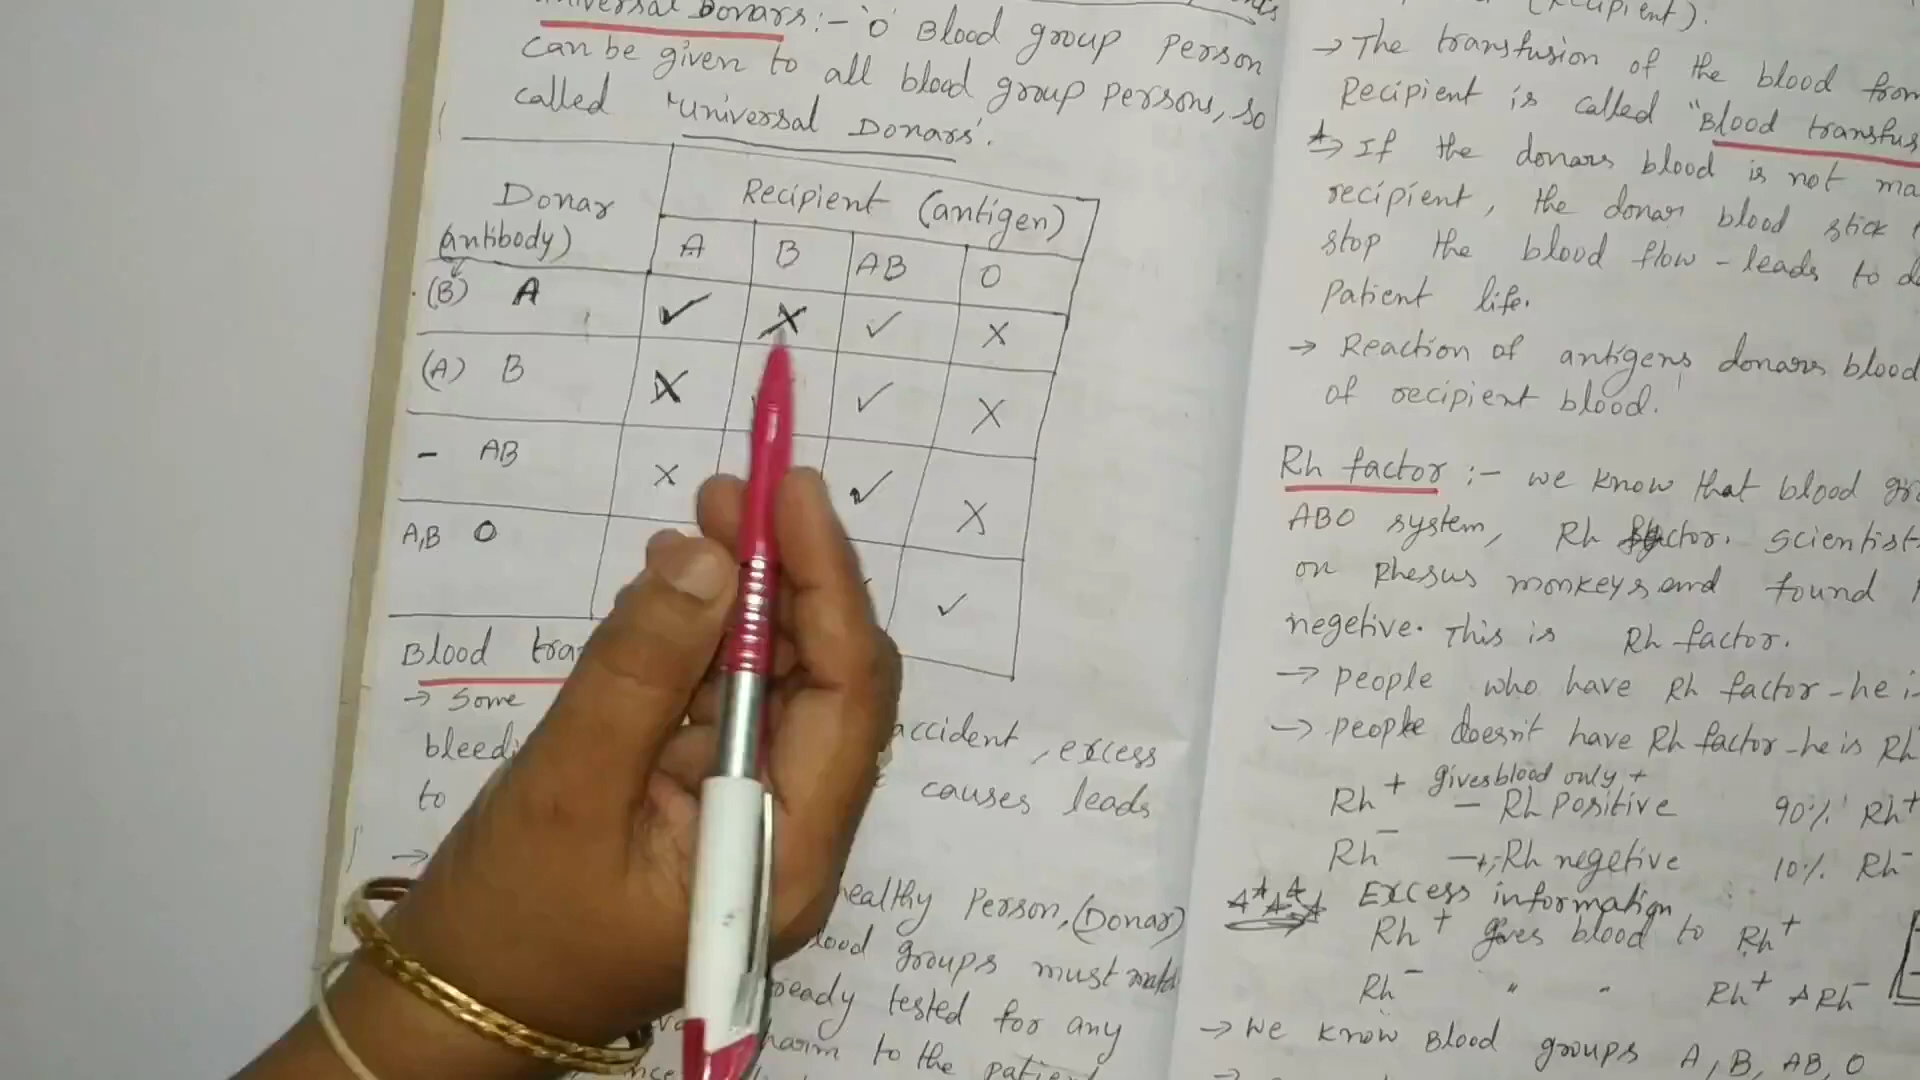 Universal Donars :- 'O' Blood group person
can be given to all blood group persons, so
called 'Universal Donars'.
Donar
(antibody)
Recipient (antigen)
A B AB O
(B) A ✓ X ✓ X
(A) B X ✓ X
- AB X ✓ X
A,B O ✓
Blood
→ Some
accident, excess
to causes leads
→
healthy Person, (Donar)
blood groups must match
ready tested for any
harm to the patient
(recipient).
→ The transfusion of the blood from
Recipient is called "Blood
→ If the donars blood is not
recipient, the donar blood stick
stop the blood flow - leads to
Patient life.
→ Reaction of antigens donars blood
of recipient blood.
Rh factor :- we know that blood
ABO system, Rh factor. scientist
on Rhesus monkeys and found
negetive. This is Rh factor.
→ people who have Rh factor - he
→ people doesn't have Rh factor - he is Rh
gives blood only +
Rh+ - Rh positive 90% Rh+
Rh- -+,- Rh negetive 10% Rh-
Excess information
Rh+ gives blood to Rh+
Rh- " " Rh+ & Rh-
→ We know Blood groups A, B, AB, O